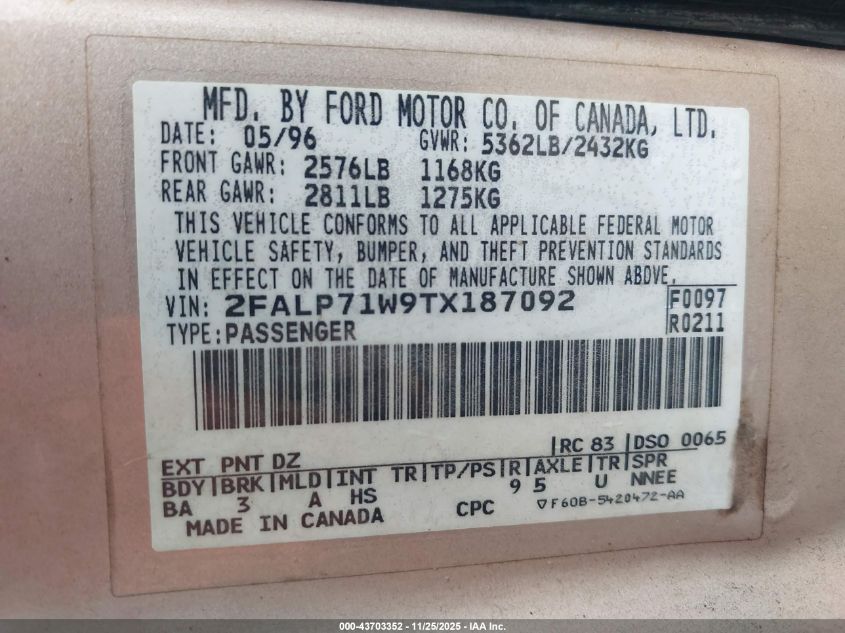 MFD. BY FORD MOTOR CO. OF CANADA, LTD.
DATE: 05/96 GVWR: 5362LB/2432KG
FRONT GAWR: 2576LB 1168KG
REAR GAWR: 2811LB 1275KG
THIS VEHICLE CONFORMS TO ALL APPLICABLE FEDERAL MOTOR
VEHICLE SAFETY, BUMPER, AND THEFT PREVENTION STANDARDS
IN EFFECT ON THE DATE OF MANUFACTURE SHOWN ABOVE.
VIN: 2FALP71W9TX187092 F0097
TYPE: PASSENGER R0211
EXT PNT DZ |RC 83 |DSO 0065
BDY|BRK|MLD|INT TR|TP/PS|R|AXLE|TR|SPR
BA 3 A HS 9 5 U NNEE
MADE IN CANADA CPC ▽F60B-5420472-AA
000-43703352 - 11/25/2025 - IAA Inc.